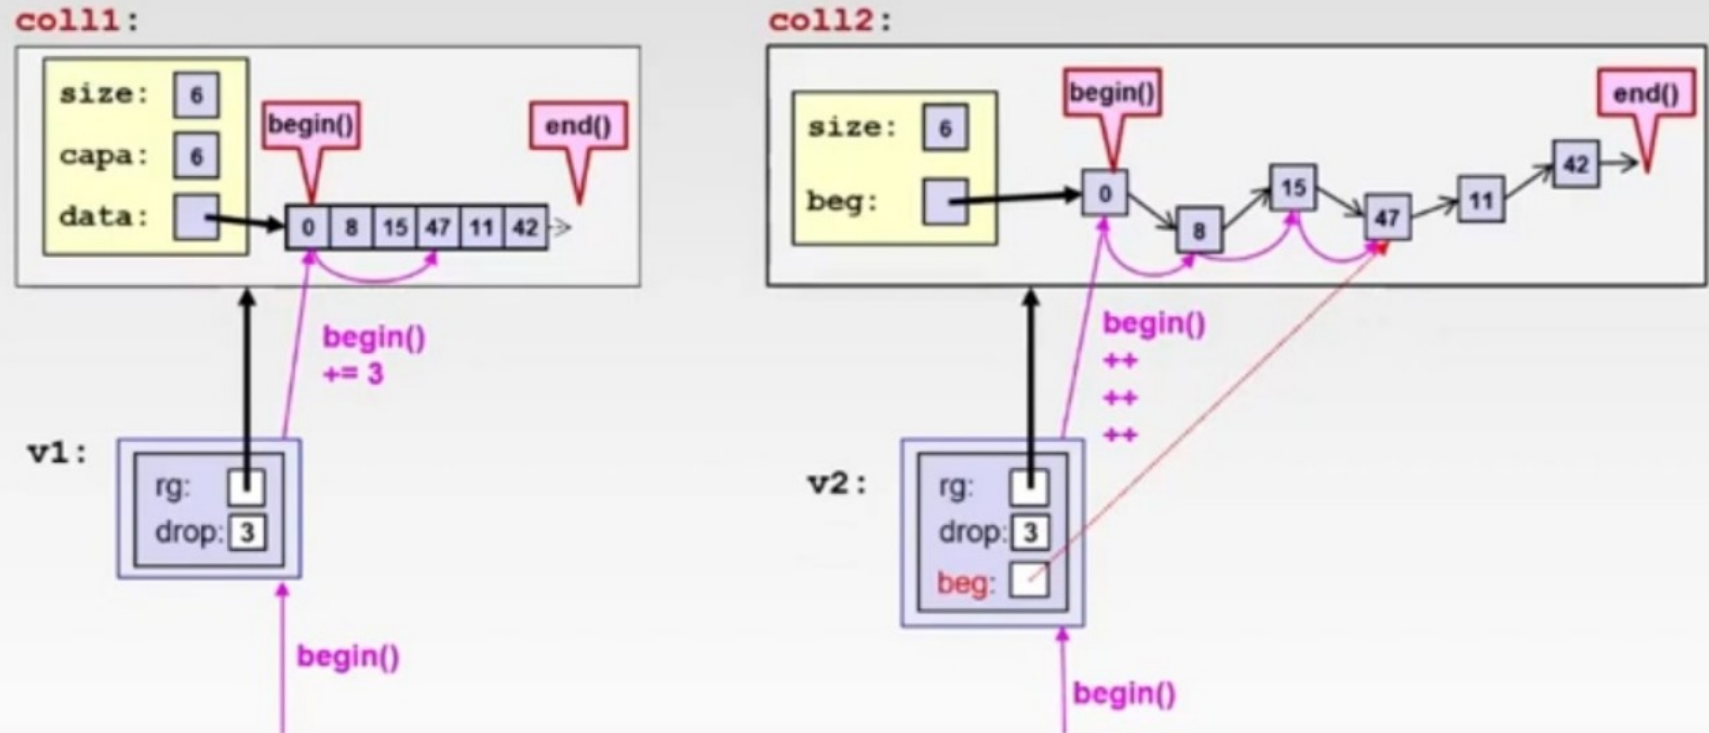 coll1:
size: 6
capa: 6
data:
begin()
end()
0 8 15 47 11 42
begin()
+= 3
v1:
rg:
drop: 3
begin()
coll2:
size: 6
beg:
begin()
end()
0
8
15
47
11
42
begin()
++
++
++
v2:
rg:
drop: 3
beg:
begin()